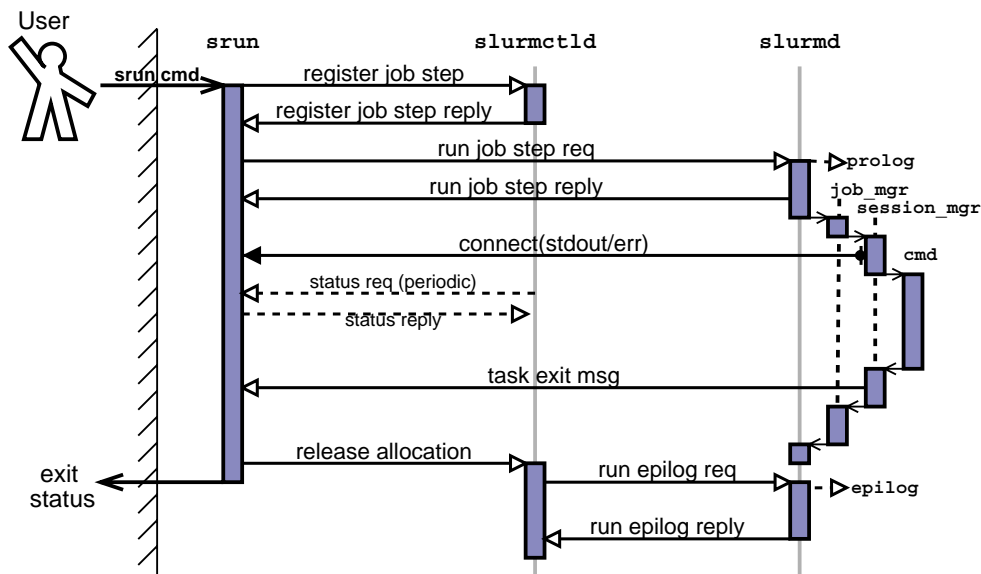 User
srun
slurmctld
slurmd
srun cmd
register job step
register job step reply
run job step req
prolog
run job step reply
job_mgr
session_mgr
connect(stdout/err)
cmd
status req (periodic)
status reply
task exit msg
release allocation
run epilog req
exit
status
epilog
run epilog reply